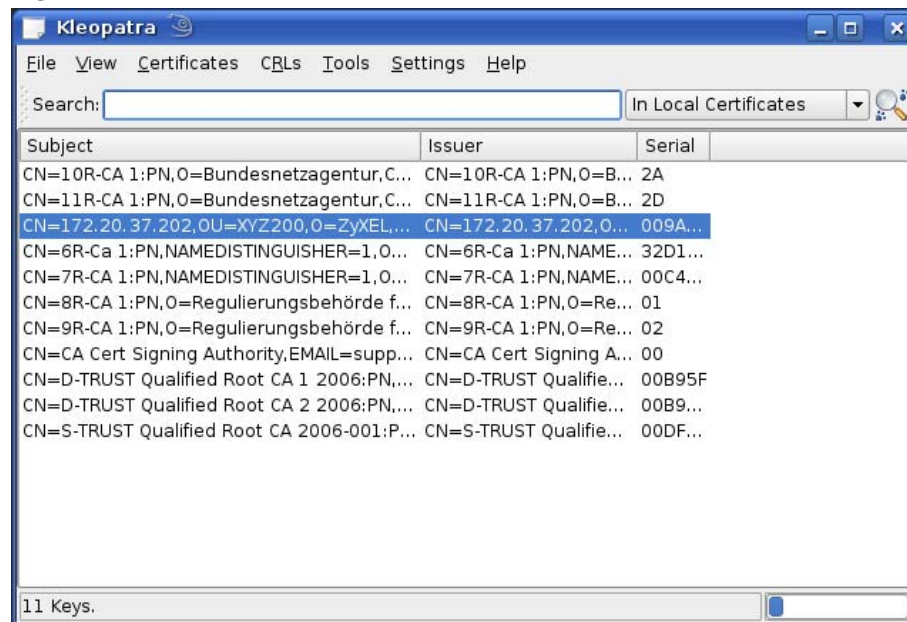 Kleopatra
File View Certificates CRLs Tools Settings Help
Search: In Local Certificates
Subject Issuer Serial
CN=10R-CA 1:PN,O=Bundesnetzagentur,C... CN=10R-CA 1:PN,O=B... 2A
CN=11R-CA 1:PN,O=Bundesnetzagentur,C... CN=11R-CA 1:PN,O=B... 2D
CN=172.20.37.202,OU=XYZ200,O=ZyXEL,... CN=172.20.37.202,O... 009A...
CN=6R-Ca 1:PN,NAMEDISTINGUISHER=1,O... CN=6R-Ca 1:PN,NAME... 32D1...
CN=7R-CA 1:PN,NAMEDISTINGUISHER=1,O... CN=7R-CA 1:PN,NAME... 00C4...
CN=8R-CA 1:PN,O=Regulierungsbehörde f... CN=8R-CA 1:PN,O=Re... 01
CN=9R-CA 1:PN,O=Regulierungsbehörde f... CN=9R-CA 1:PN,O=Re... 02
CN=CA Cert Signing Authority,EMAIL=supp... CN=CA Cert Signing A... 00
CN=D-TRUST Qualified Root CA 1 2006:PN,... CN=D-TRUST Qualifie... 00B95F
CN=D-TRUST Qualified Root CA 2 2006:PN,... CN=D-TRUST Qualifie... 00B9...
CN=S-TRUST Qualified Root CA 2006-001:P... CN=S-TRUST Qualifie... 00DF...
11 Keys.